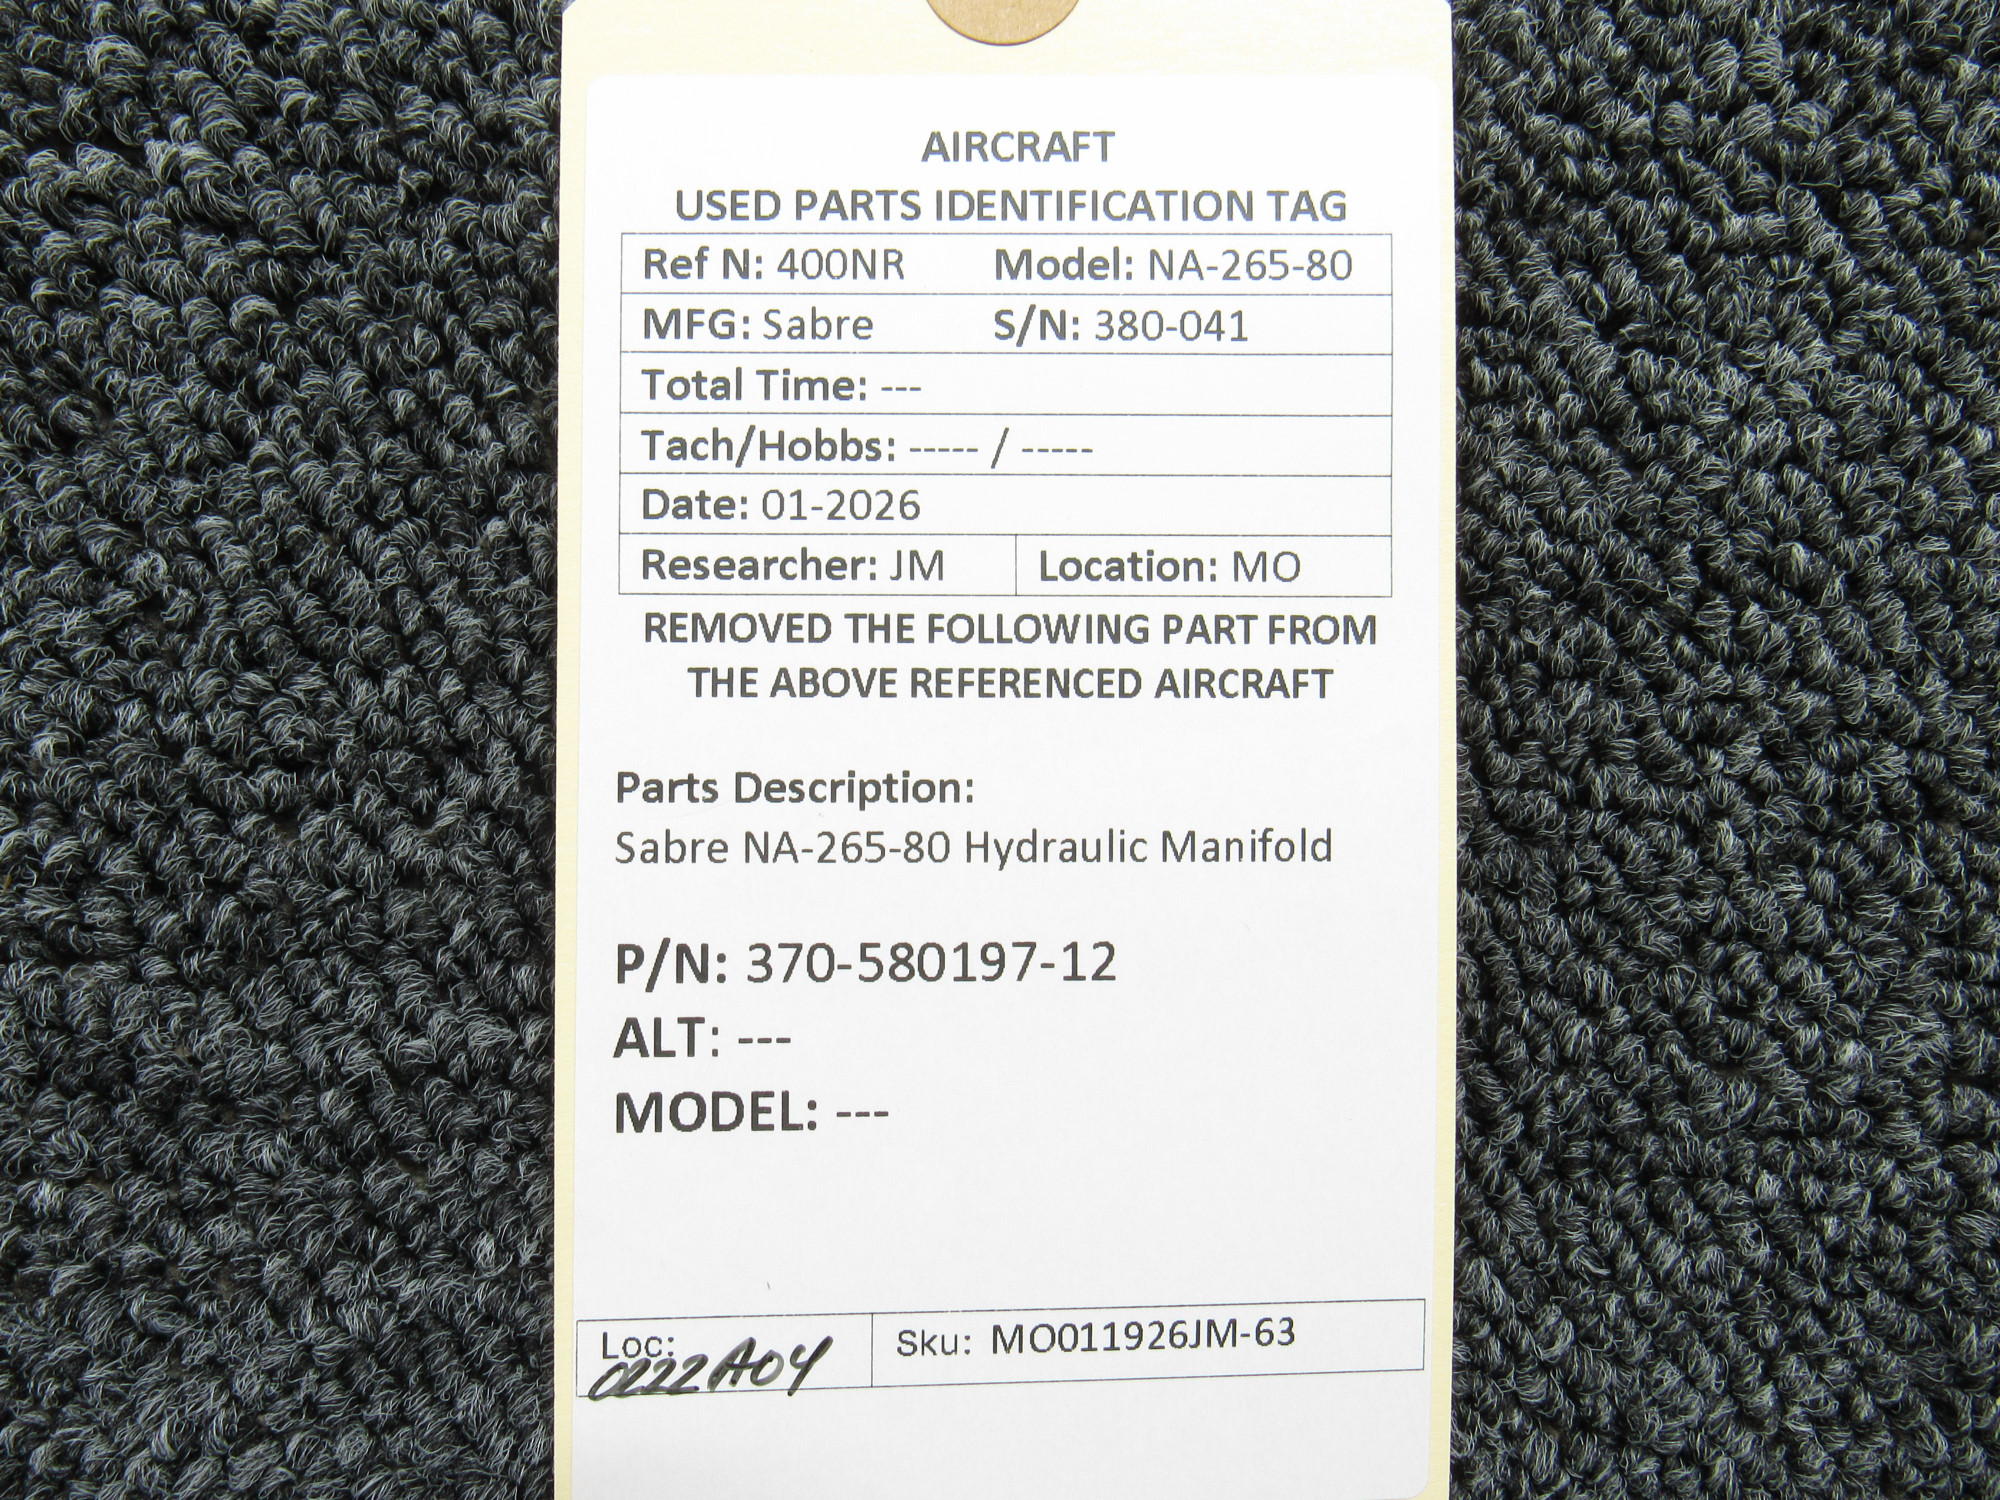 AIRCRAFT
USED PARTS IDENTIFICATION TAG
Ref N: 400NR Model: NA-265-80
MFG: Sabre S/N: 380-041
Total Time: ---
Tach/Hobbs: ----- / -----
Date: 01-2026
Researcher: JM Location: MO
REMOVED THE FOLLOWING PART FROM
THE ABOVE REFERENCED AIRCRAFT
Parts Description:
Sabre NA-265-80 Hydraulic Manifold
P/N: 370-580197-12
ALT: ---
MODEL: ---
Loc: Sku: MO011926JM-63
0222A04